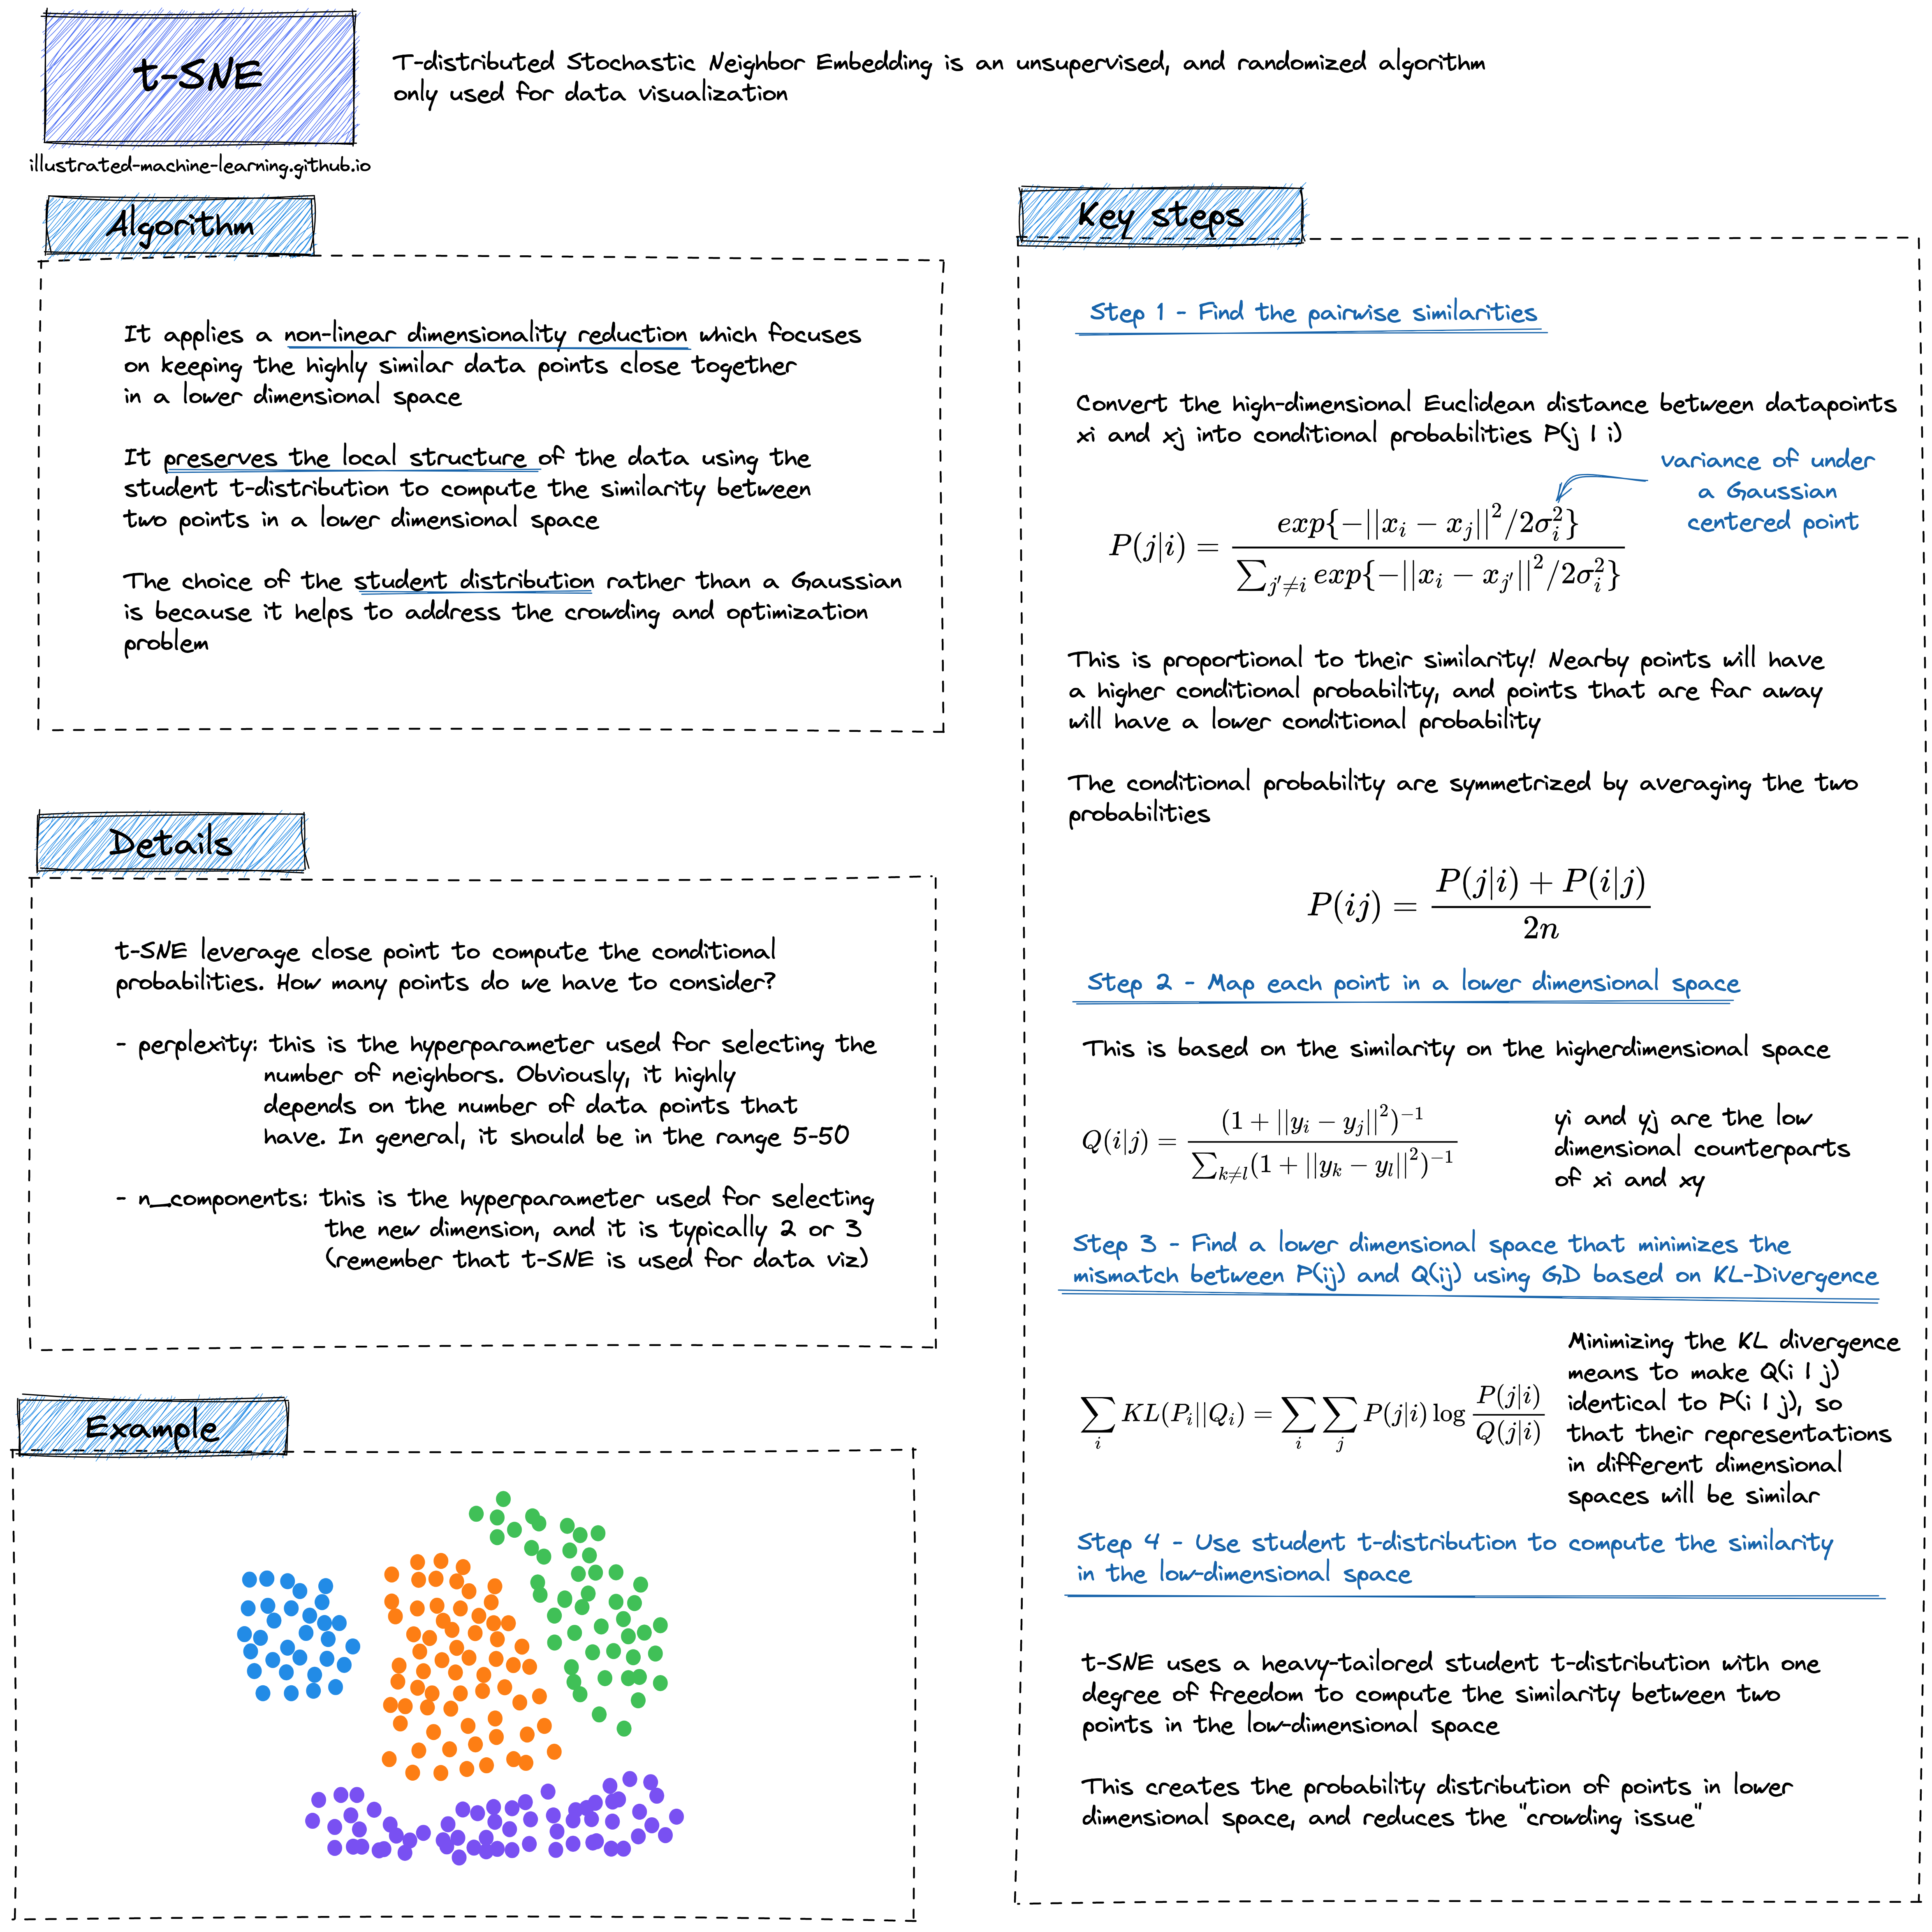 t-SNE
T-distributed Stochastic Neighbor Embedding is an unsupervised, and randomized algorithm
only used for data visualization
illustrated-machine-learning.github.io
Algorithm
It applies a non-linear dimensionality reduction which focuses
on keeping the highly similar data points close together
in a lower dimensional space
It preserves the local structure of the data using the
student t-distribution to compute the similarity between
two points in a lower dimensional space
The choice of the student distribution rather than a Gaussian
is because it helps to address the crowding and optimization
problem
Details
t-SNE leverage close point to compute the conditional
probabilities. How many points do we have to consider?
- perplexity: this is the hyperparameter used for selecting the
number of neighbors. Obviously, it highly
depends on the number of data points that
have. In general, it should be in the range 5-50
- n_components: this is the hyperparameter used for selecting
the new dimension, and it is typically 2 or 3
(remember that t-SNE is used for data viz)
Example
Key steps
Step 1 - Find the pairwise similarities
Convert the high-dimensional Euclidean distance between datapoints
xi and xj into conditional probabilities P(j | i)
variance of under
a Gaussian
centered point
P(j|i) = exp{-||x_i - x_j||^2/2σ_i^2} / ∑_{j'≠i} exp{-||x_i - x_{j'}||^2/2σ_i^2}
This is proportional to their similarity! Nearby points will have
a higher conditional probability, and points that are far away
will have a lower conditional probability
The conditional probability are symmetrized by averaging the two
probabilities
P(ij) = (P(j|i) + P(i|j)) / 2n
Step 2 - Map each point in a lower dimensional space
This is based on the similarity on the higherdimensional space
Q(i|j) = (1 + ||y_i - y_j||^2)^{-1} / ∑_{k≠l}(1 + ||y_k - y_l||^2)^{-1}
yi and yj are the low
dimensional counterparts
of xi and xy
Step 3 - Find a lower dimensional space that minimizes the
mismatch between P(ij) and Q(ij) using GD based on KL-Divergence
∑_i KL(P_i||Q_i) = ∑_i ∑_j P(j|i) log P(j|i) / Q(j|i)
Minimizing the KL divergence
means to make Q(i | j)
identical to P(i | j), so
that their representations
in different dimensional
spaces will be similar
Step 4 - Use student t-distribution to compute the similarity
in the low-dimensional space
t-SNE uses a heavy-tailored student t-distribution with one
degree of freedom to compute the similarity between two
points in the low-dimensional space
This creates the probability distribution of points in lower
dimensional space, and reduces the "crowding issue"